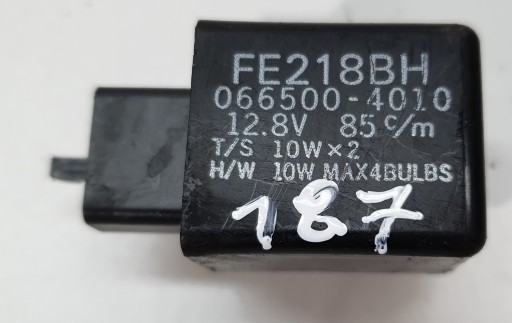 FE218BH
066500-4010
12.8V 85c/m
T/S 10W×2
H/W 10W MAX4BULBS
187